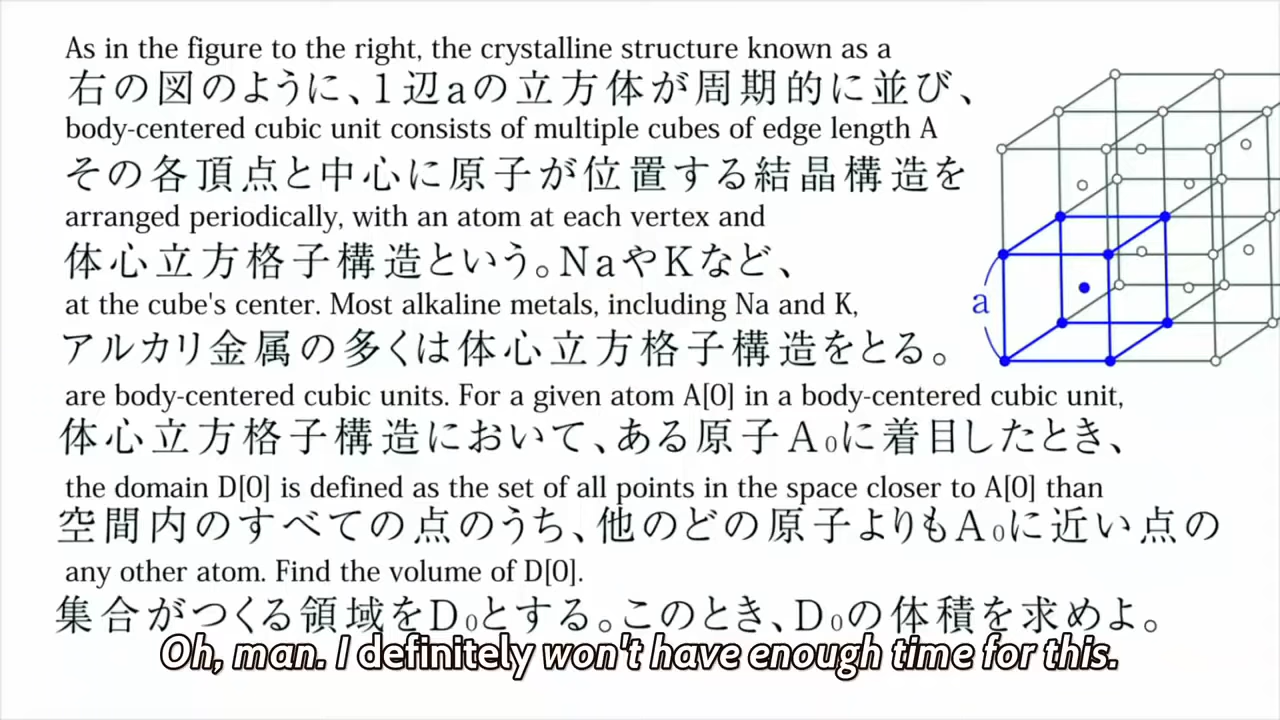 As in the figure to the right, the crystalline structure known as a
右の図のように、1辺aの立方体が周期的に並び、
body-centered cubic unit consists of multiple cubes of edge length A
その各頂点と中心に原子が位置する結晶構造を
arranged periodically, with an atom at each vertex and
体心立方格子構造という。NaやKなど、
at the cube's center. Most alkaline metals, including Na and K,
アルカリ金属の多くは体心立方格子構造をとる。
a
are body-centered cubic units. For a given atom A[0] in a body-centered cubic unit,
体心立方格子構造において、ある原子A₀に着目したとき、
the domain D[0] is defined as the set of all points in the space closer to A[0] than
空間内のすべての点のうち、他のどの原子よりもA₀に近い点の
any other atom. Find the volume of D[0].
集合がつくる領域をD₀とする。このとき、D₀の体積を求めよ。
Oh, man. I definitely won't have enough time for this.